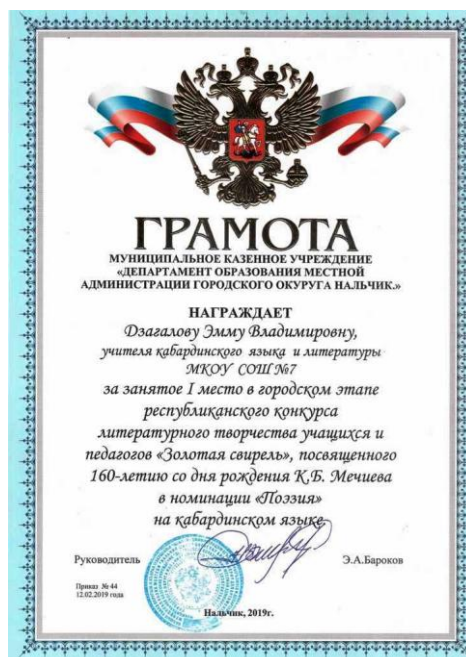 ГРАМОТА
МУНИЦИПАЛЬНОЕ КАЗЕННОЕ УЧРЕЖДЕНИЕ
«ДЕПАРТАМЕНТ ОБРАЗОВАНИЯ МЕСТНОЙ
АДМИНИСТРАЦИИ ГОРОДСКОГО ОКУРУГА НАЛЬЧИК.»
НАГРАЖДАЕТ
Дзагалову Эмму Владимировну,
учителя кабардинского языка и литературы
МКОУ СОШ №7
за занятое I место в городском этапе
республиканского конкурса
литературного творчества учащихся и
педагогов «Золотая свирель», посвященного
160-летию со дня рождения К.Б. Мечиева
в номинации «Поэзия»
на кабардинском языке
Руководитель Э.А.Бароков
Приказ № 44
12.02.2019 года
Нальчик, 2019г.